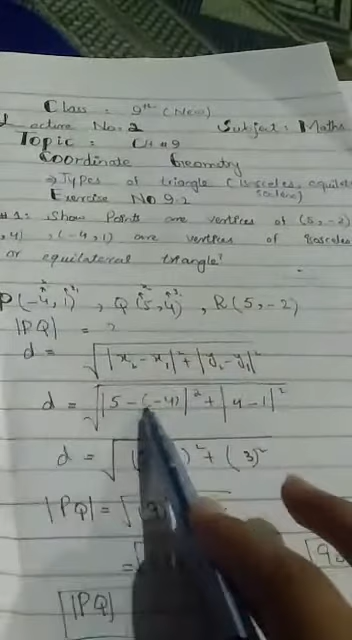 Class : 9th (New)
Lecture No. 2 Subject : Maths
Topic : CH # 9
Coordinate Geometry
→ Types of triangle (Isosceles, equilat
scalene)
Exercise No 9.2
# 1: Show Points are vertices of (5, -2)
, 4) , (-4, 1) are vertices of Isosceles
or equilateral triangle?
P(-4, 1) , Q(5, 4) , R(5, -2)
|PQ| = ?
d = √|x₂ - x₁|² + |y₂ - y₁|²
d = √|5 - (-4)|² + |4 - 1|²
d = √( )² + (3)²
|PQ| = √
=
|PQ|